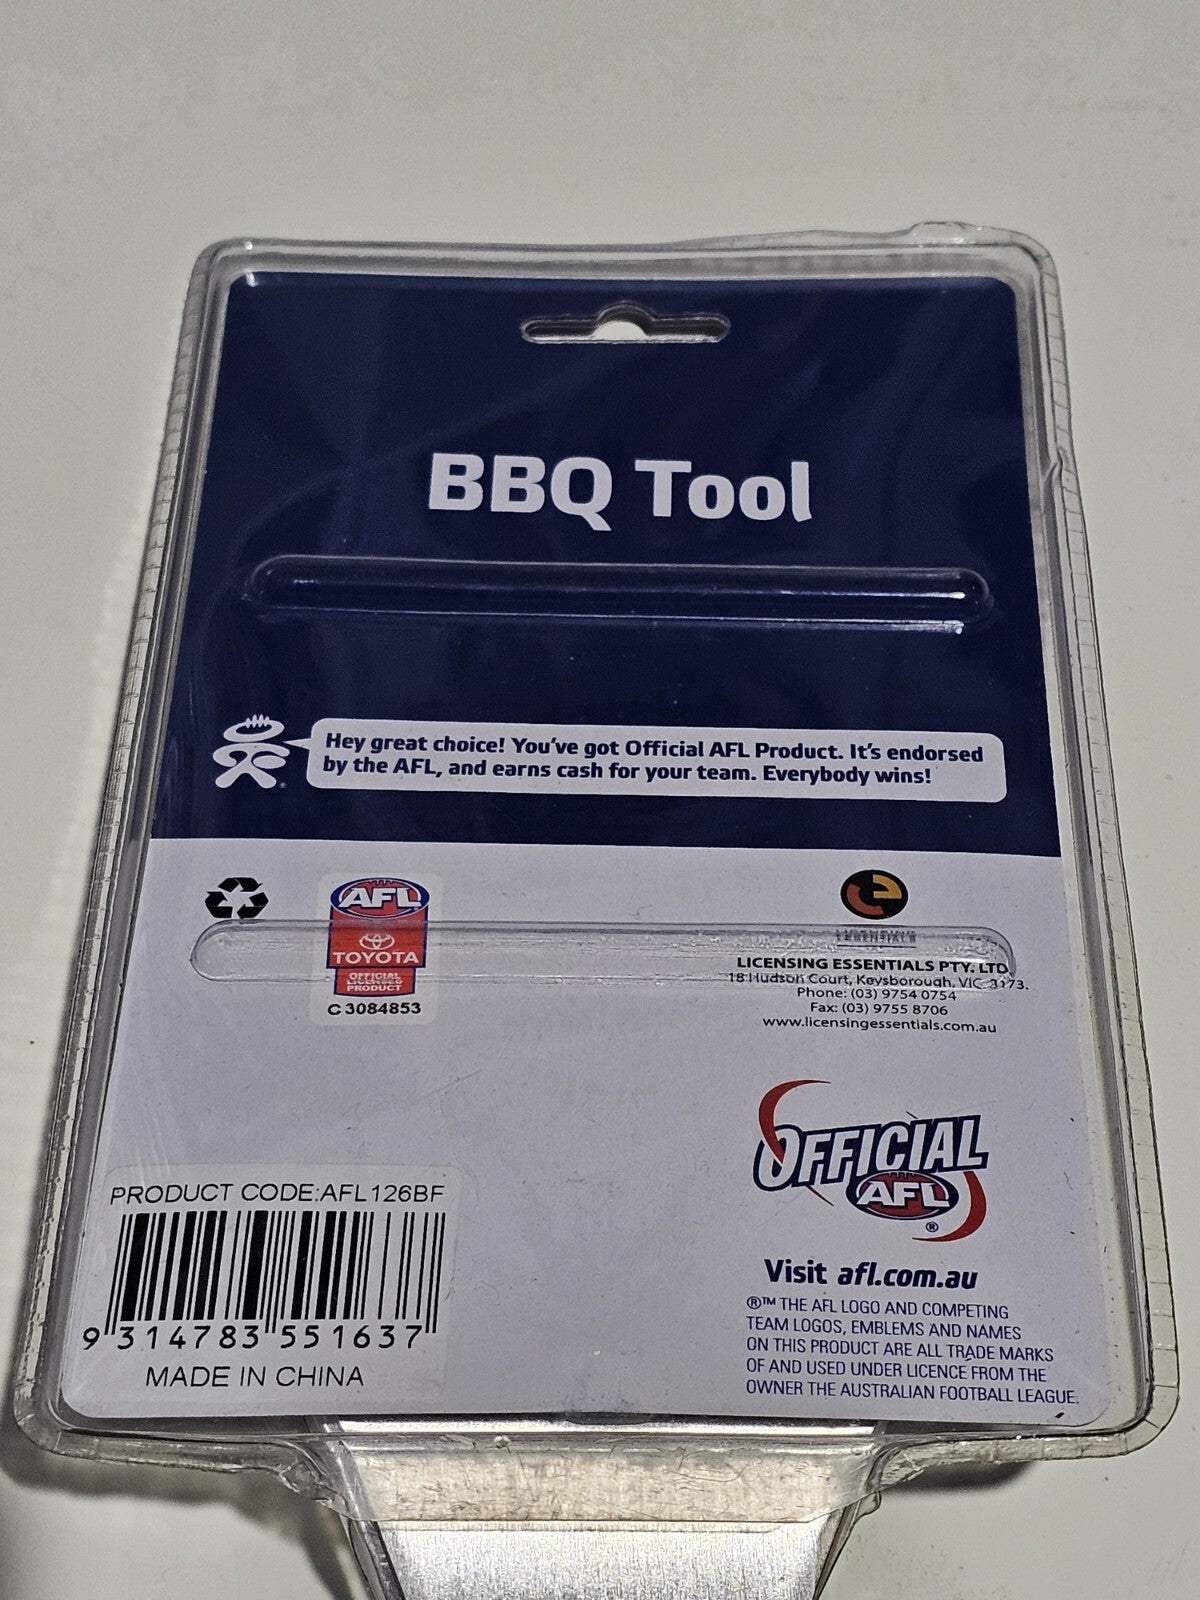 BBQ Tool
Hey great choice! You've got Official AFL Product. It's endorsed
by the AFL, and earns cash for your team. Everybody wins!
AFL
TOYOTA
OFFICIAL
LICENSED
PRODUCT
C 3084853
LICENSING ESSENTIALS PTY. LTD.
18 Hudson Court, Keysborough, VIC 3173.
Phone: (03) 9754 0754
Fax: (03) 9755 8706
www.licensingessentials.com.au
OFFICIAL
AFL
®
Visit afl.com.au
®™ THE AFL LOGO AND COMPETING
TEAM LOGOS, EMBLEMS AND NAMES
ON THIS PRODUCT ARE ALL TRADE MARKS
OF AND USED UNDER LICENCE FROM THE
OWNER THE AUSTRALIAN FOOTBALL LEAGUE.
PRODUCT CODE:AFL126BF
9 314783 551637
MADE IN CHINA